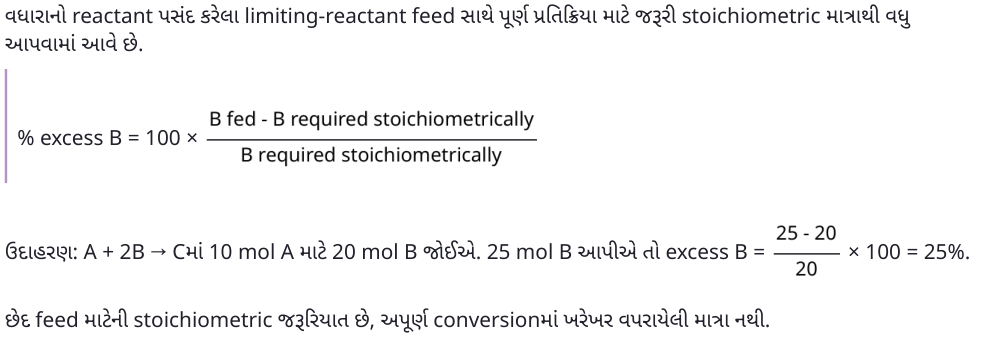 વધારાનો reactant પસંદ કરેલા limiting-reactant feed સાથે પૂર્ણ પ્રતિક્રિયા માટે જરૂરી stoichiometric માત્રાથી વધુ
આપવામાં આવે છે.
% excess B = 100 × (B fed - B required stoichiometrically) / (B required stoichiometrically)
ઉદાહરણ: A + 2B → Cમાં 10 mol A માટે 20 mol B જોઈએ. 25 mol B આપીએ તો excess B = (25 - 20) / 20 × 100 = 25%.
છેદ feed માટેની stoichiometric જરૂરિયાત છે, અપૂર્ણ conversionમાં ખરેખર વપરાયેલી માત્રા નથી.